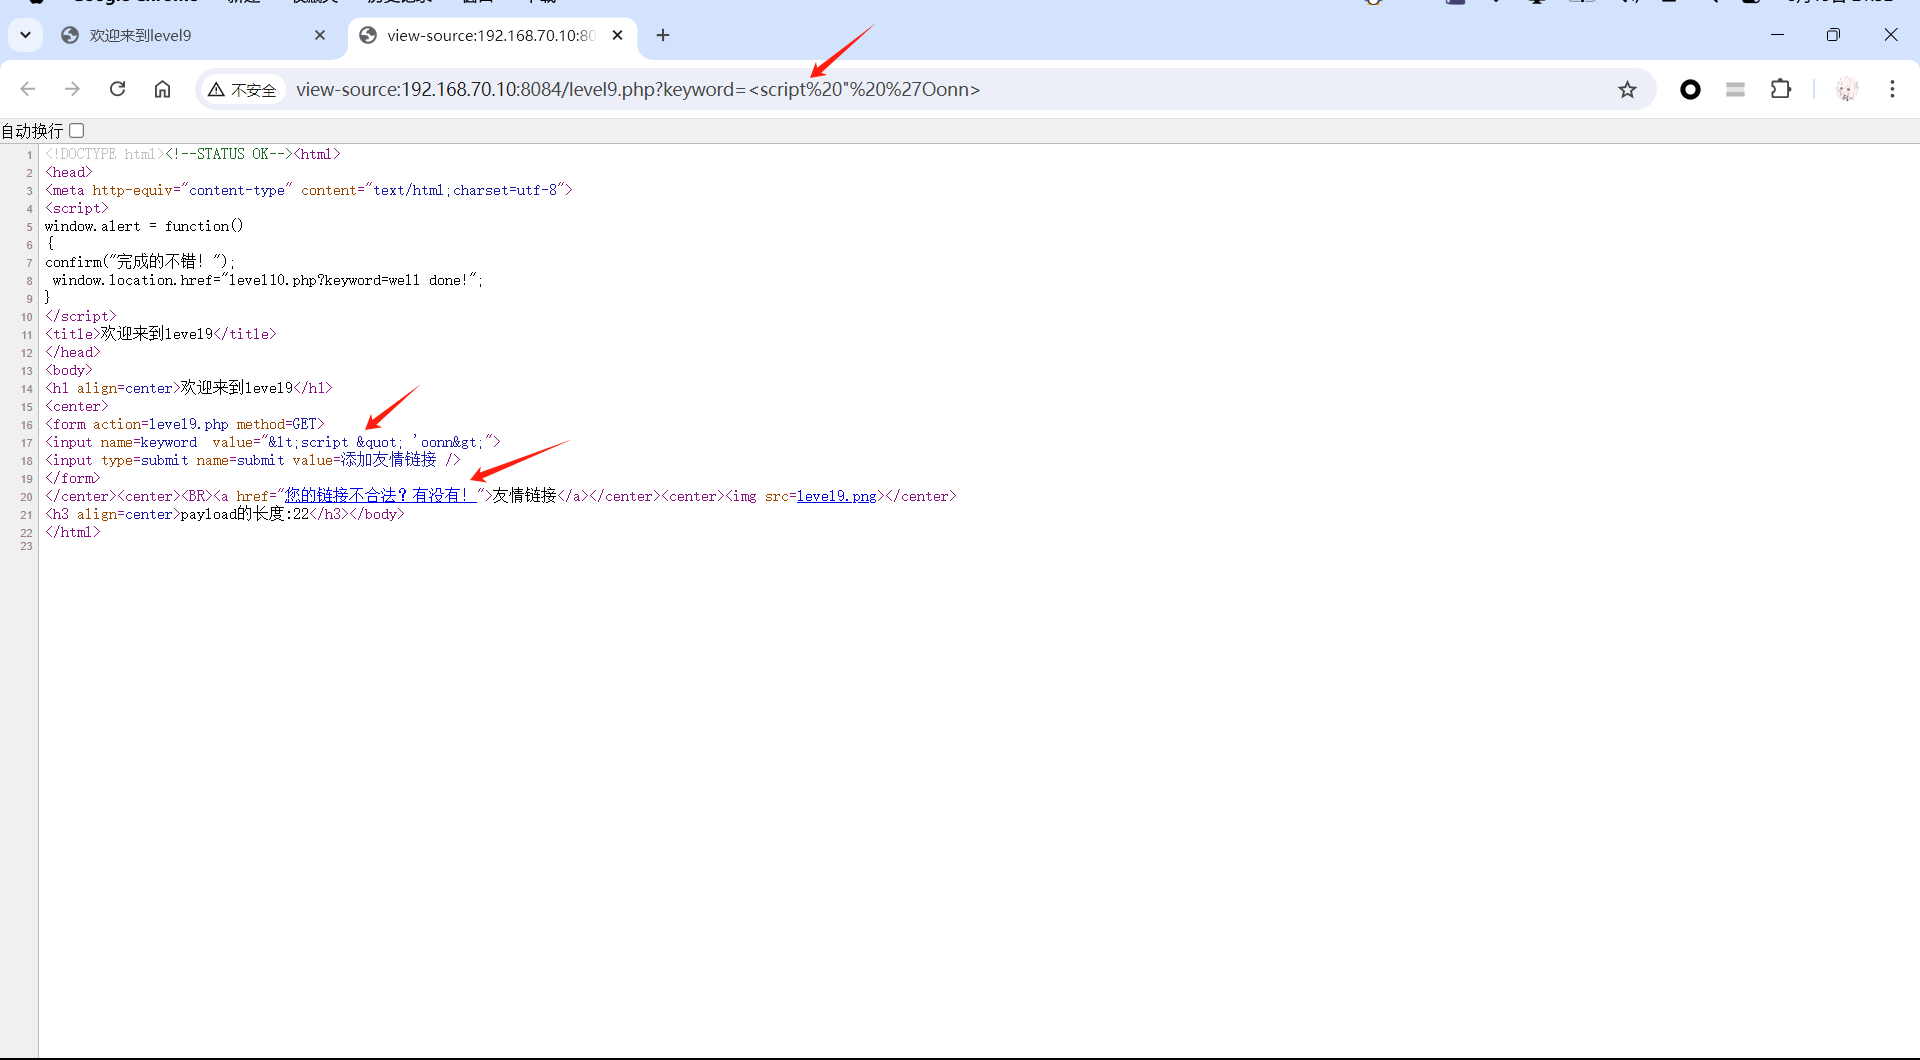 Google Chrome
欢迎来到level9
view-source:192.168.70.10:80
不安全
view-source:192.168.70.10:8084/level9.php?keyword=<script%20"%20%27Oonn>
自动换行
1 <!DOCTYPE html><!--STATUS OK--><html>
2 <head>
3 <meta http-equiv="content-type" content="text/html;charset=utf-8">
4 <script>
5 window.alert = function()
6 {
7 confirm("完成的不错！");
8 window.location.href="level10.php?keyword=well done!";
9 }
10 </script>
11 <title>欢迎来到level9</title>
12 </head>
13 <body>
14 <h1 align=center>欢迎来到level9</h1>
15 <center>
16 <form action=level9.php method=GET>
17 <input name=keyword  value="&lt;script &quot; 'oonn&gt;">
18 <input type=submit name=submit value=添加友情链接 />
19 </form>
20 </center><center><BR><a href="您的链接不合法？有没有！">友情链接</a></center><center><img src=level9.png></center>
21 <h3 align=center>payload的长度:22</h3></body>
22 </html>
23